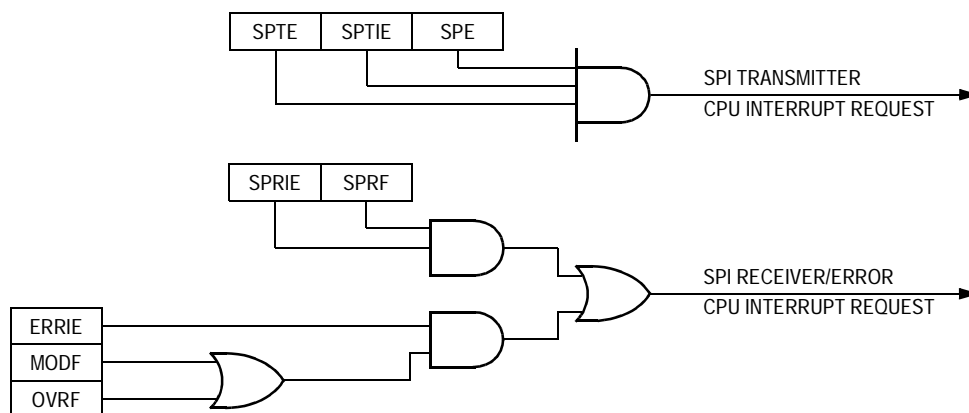 SPTE SPTIE SPE
SPI TRANSMITTER
CPU INTERRUPT REQUEST
SPRIE SPRF
SPI RECEIVER/ERROR
CPU INTERRUPT REQUEST
ERRIE
MODF
OVRF